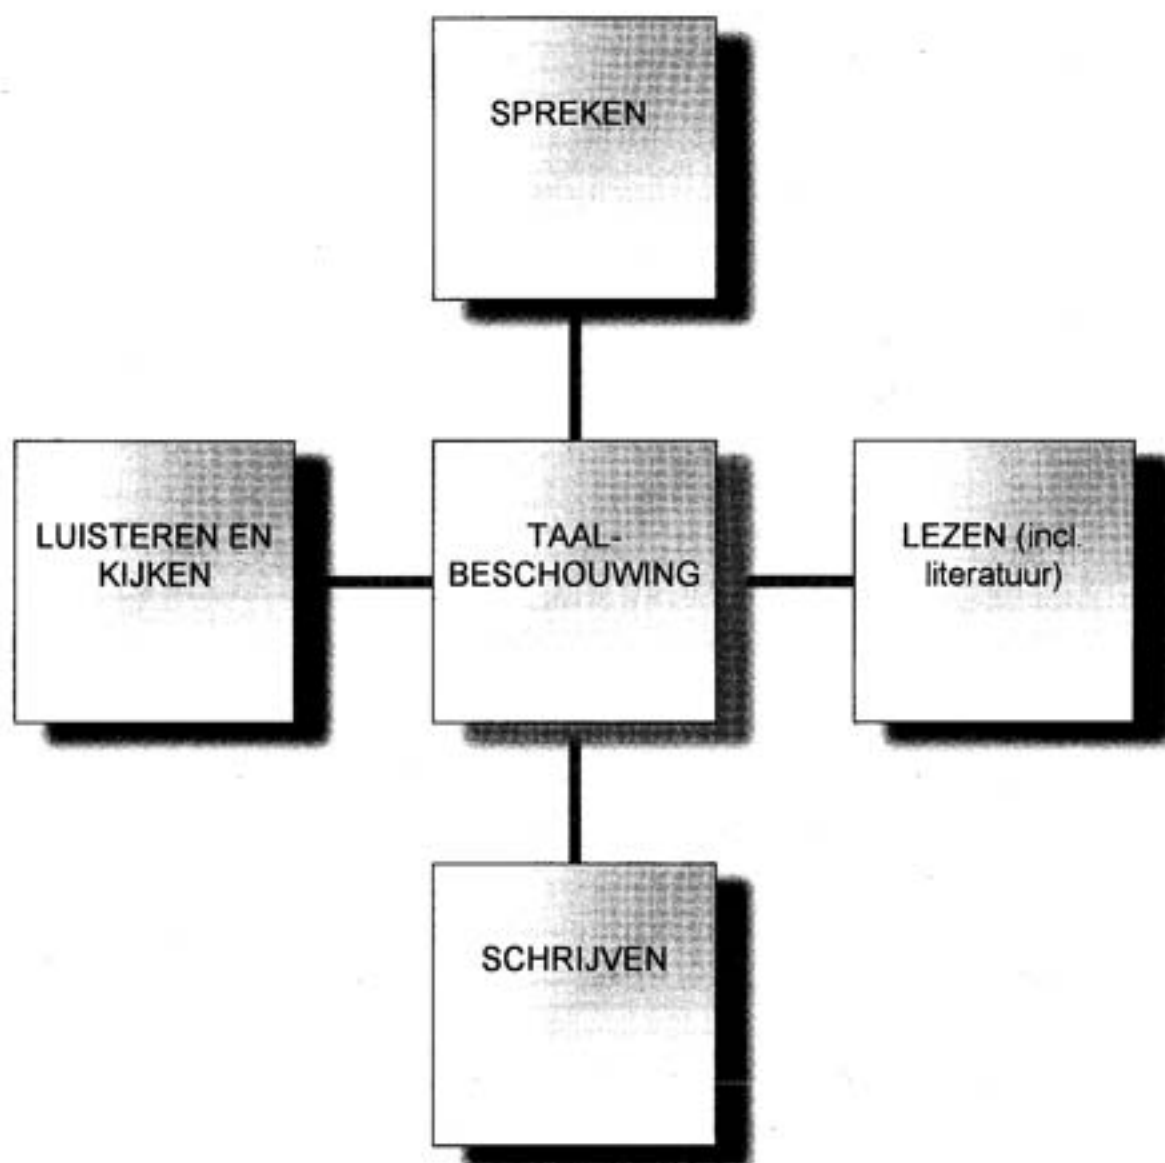 SPREKEN
LUISTEREN EN
KIJKEN
TAAL-
BESCHOUWING
LEZEN (incl.
literatuur)
SCHRIJVEN